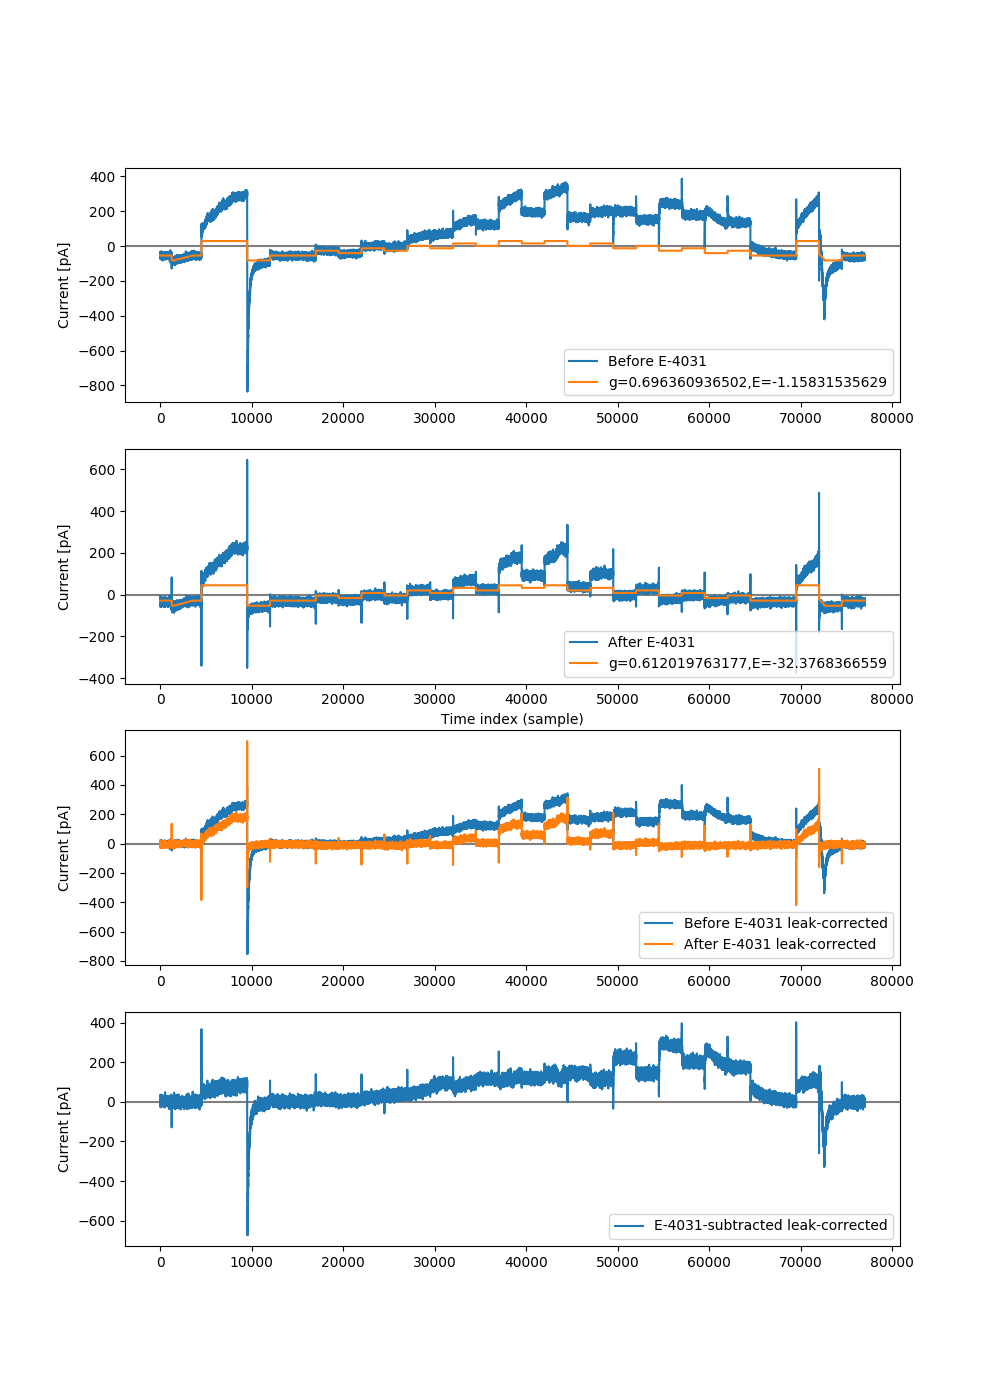 400
200
0
−200
−400
−600
−800
Current [pA]
Before E-4031
g=0.696360936502,E=-1.15831535629
0 10000 20000 30000 40000 50000 60000 70000 80000
600
400
200
0
−200
−400
Current [pA]
After E-4031
g=0.612019763177,E=-32.3768366559
0 10000 20000 30000 40000 50000 60000 70000 80000
Time index (sample)
600
400
200
0
−200
−400
−600
−800
Current [pA]
Before E-4031 leak-corrected
After E-4031 leak-corrected
0 10000 20000 30000 40000 50000 60000 70000 80000
400
200
0
−200
−400
−600
Current [pA]
E-4031-subtracted leak-corrected
0 10000 20000 30000 40000 50000 60000 70000 80000